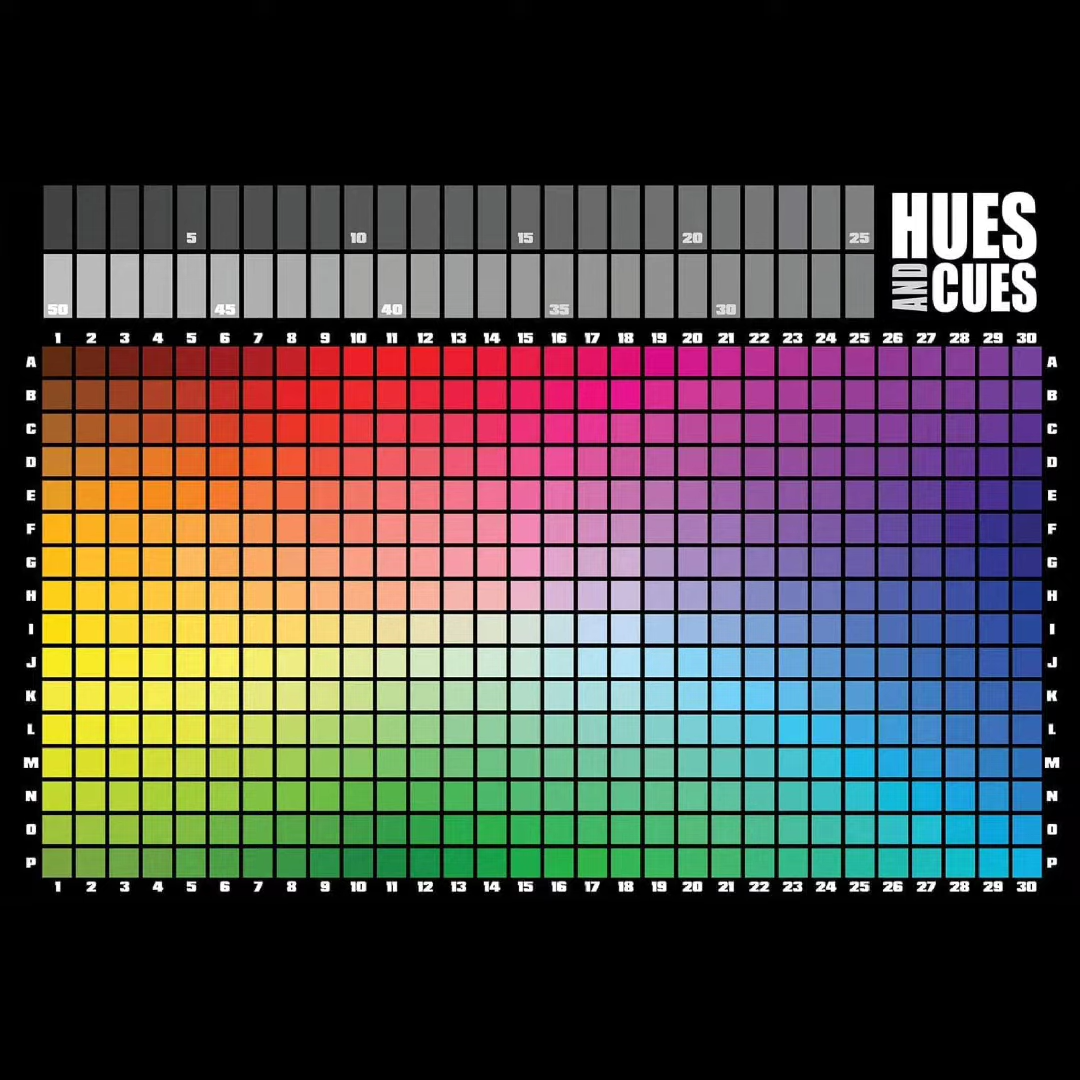 5 10 15 20 25
HUES
AND
CUES
50 45 40 35 30
1 2 3 4 5 6 7 8 9 10 11 12 13 14 15 16 17 18 19 20 21 22 23 24 25 26 27 28 29 30
A A
B B
C C
D D
E E
F F
G G
H H
I I
J J
K K
L L
M M
N N
O O
P P
1 2 3 4 5 6 7 8 9 10 11 12 13 14 15 16 17 18 19 20 21 22 23 24 25 26 27 28 29 30